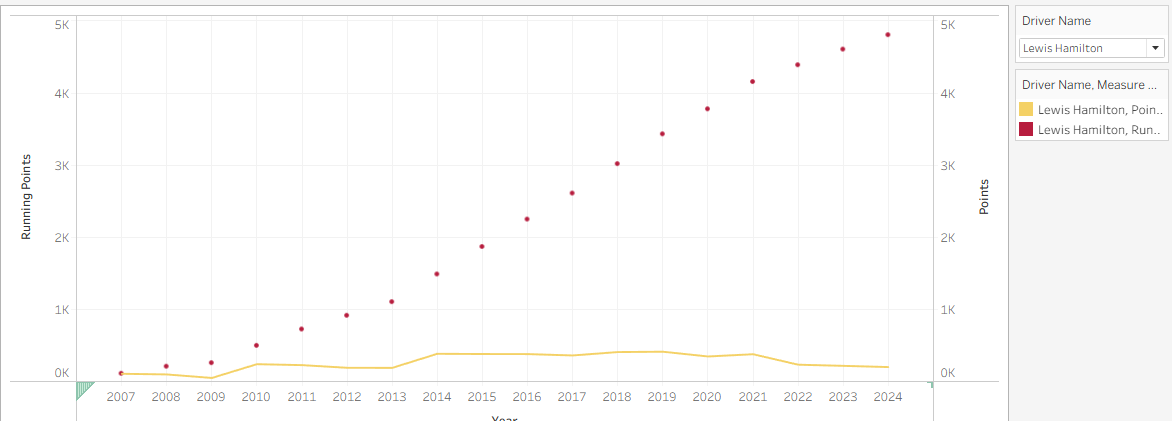 5K
4K
3K
2K
1K
0K
Running Points
5K
4K
3K
2K
1K
0K
Points
2007 2008 2009 2010 2011 2012 2013 2014 2015 2016 2017 2018 2019 2020 2021 2022 2023 2024
Year
Driver Name
Lewis Hamilton
Driver Name, Measure ...
Lewis Hamilton, Poin..
Lewis Hamilton, Run..